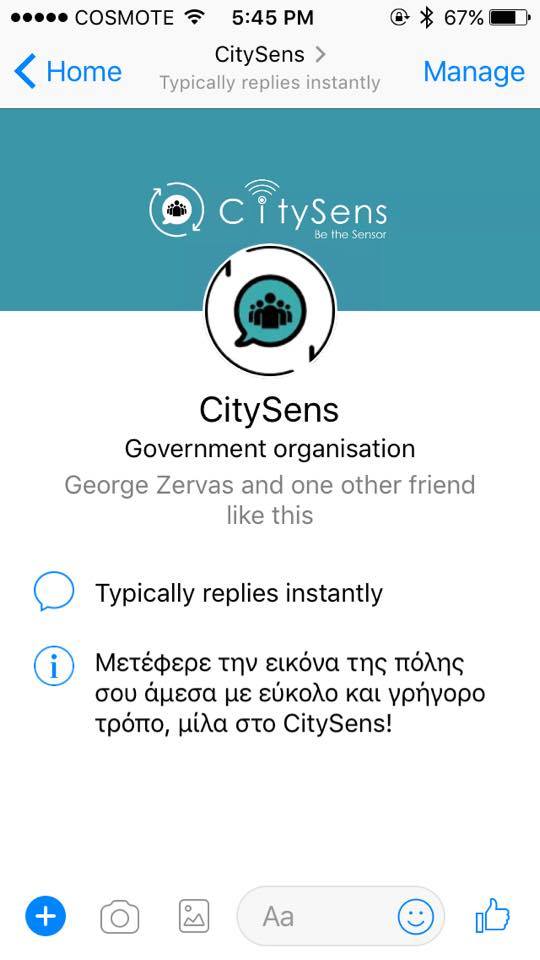 COSMOTE 5:45 PM 67%
Home CitySens Manage
Typically replies instantly
CitySens
Be the Sensor
CitySens
Government organisation
George Zervas and one other friend
like this
Typically replies instantly
Μετέφερε την εικόνα της πόλης
σου άμεσα με εύκολο και γρήγορο
τρόπο, μίλα στο CitySens!
Aa